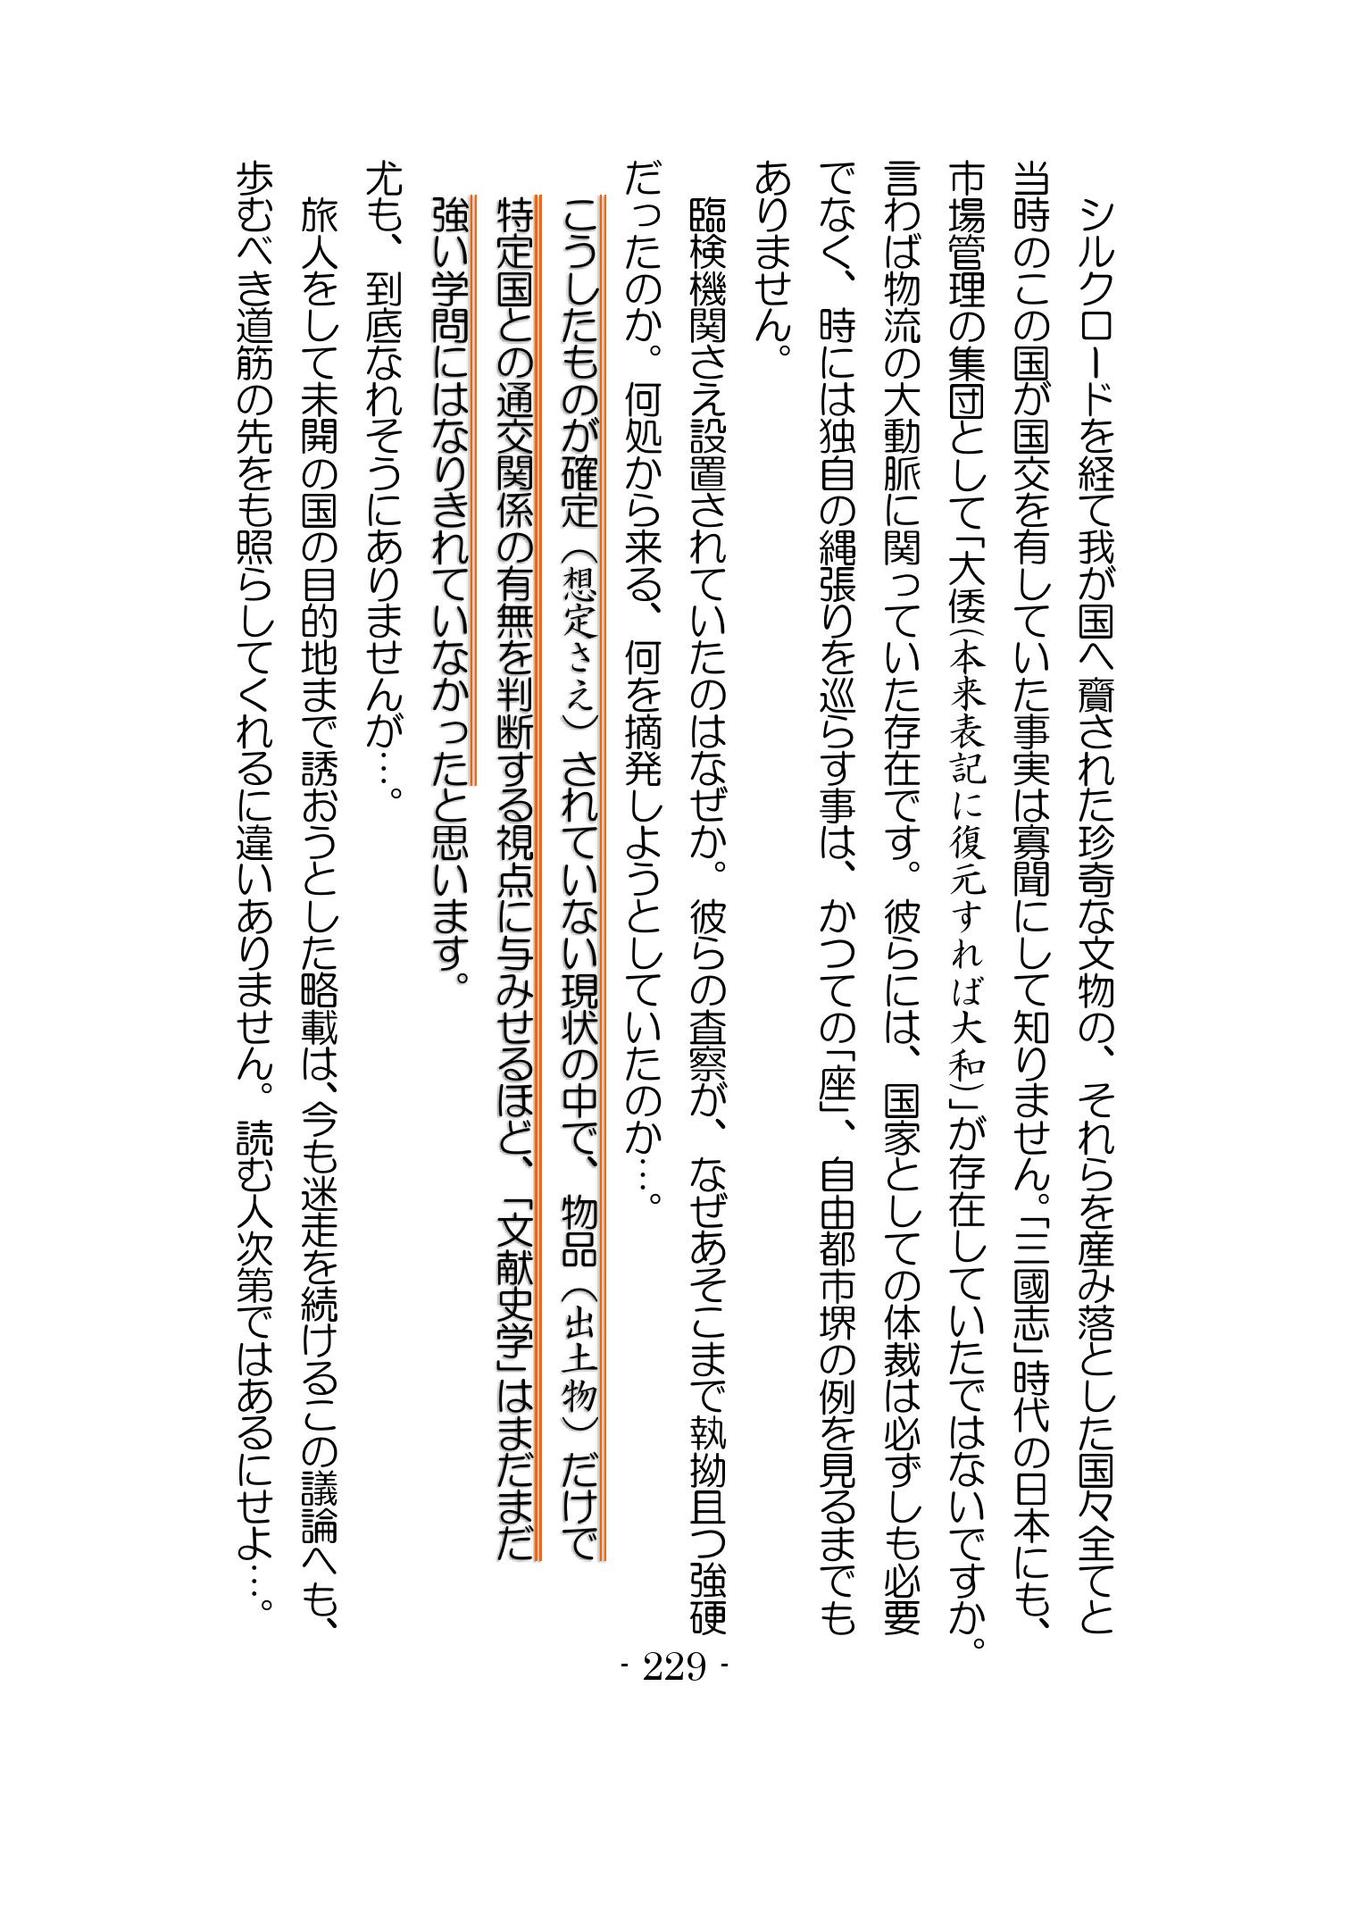 シルクロードを経て我が国へ齎された珍奇な文物の、それらを産み落とした国々全てと
当時のこの国が国交を有していた事実は寡聞にして知りません。「三國志」時代の日本にも、
市場管理の集団として「大倭(本来表記に復元すれば大和)」が存在していたではないですか。
言わば物流の大動脈に関っていた存在です。彼らには、国家としての体裁は必ずしも必要
でなく、時には独自の縄張りを巡らす事は、かつての「座」、自由都市堺の例を見るまでも
ありません。
臨検機関さえ設置されていたのはなぜか。彼らの査察が、なぜあそこまで執拗且つ強硬
だったのか。何処から来る、何を摘発しようとしていたのか…。
こうしたものが確定（想定さえ）されていない現状の中で、物品（出土物）だけで
特定国との通交関係の有無を判断する視点に与みせるほど、「文献史学」はまだまだ
強い学問にはなりきれていなかったと思います。
尤も、到底なれそうにありませんが…。
旅人をして未開の国の目的地まで誘おうとした略載は、今も迷走を続けるこの議論へも、
歩むべき道筋の先をも照らしてくれるに違いありません。読む人次第ではあるにせよ…。
- 229 -